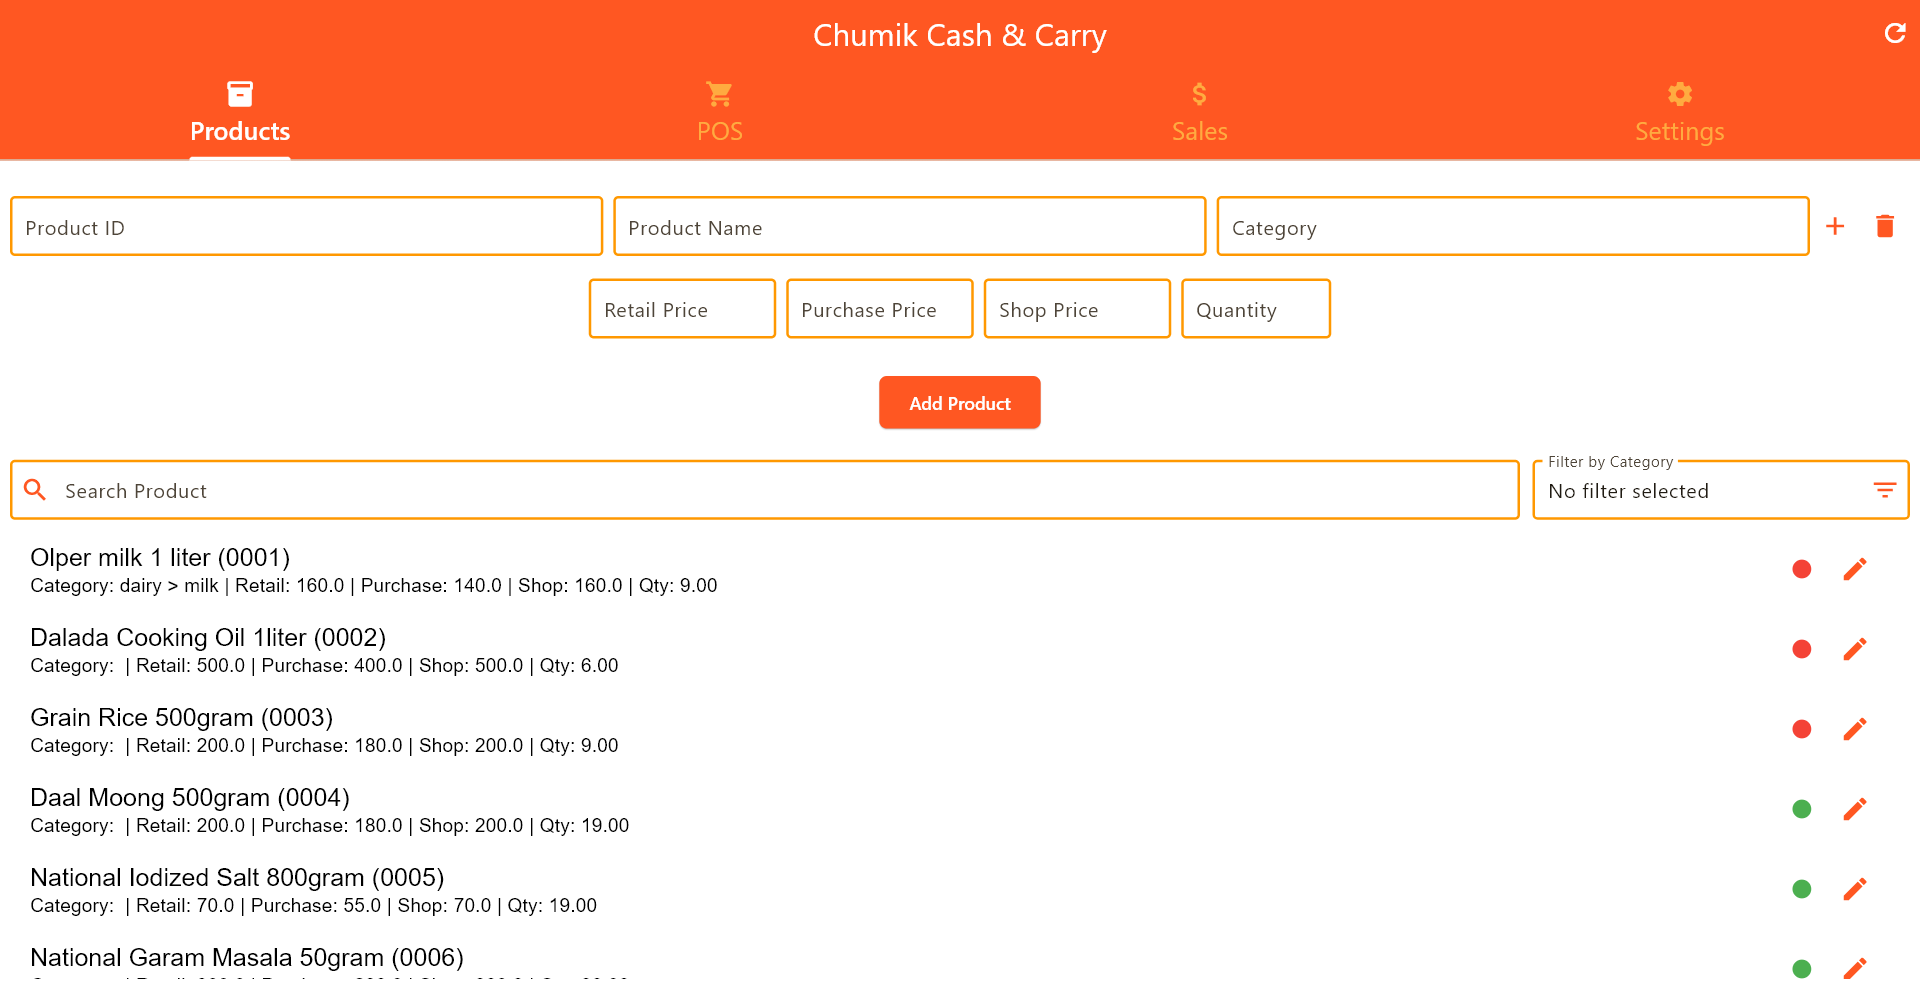 Chumik Cash & Carry
Products
POS
Sales
Settings
Product ID
Product Name
Category
Retail Price
Purchase Price
Shop Price
Quantity
Add Product
Search Product
Filter by Category
No filter selected
Olper milk 1 liter (0001)
Category: dairy > milk | Retail: 160.0 | Purchase: 140.0 | Shop: 160.0 | Qty: 9.00
Dalada Cooking Oil 1liter (0002)
Category:  | Retail: 500.0 | Purchase: 400.0 | Shop: 500.0 | Qty: 6.00
Grain Rice 500gram (0003)
Category:  | Retail: 200.0 | Purchase: 180.0 | Shop: 200.0 | Qty: 9.00
Daal Moong 500gram (0004)
Category:  | Retail: 200.0 | Purchase: 180.0 | Shop: 200.0 | Qty: 19.00
National Iodized Salt 800gram (0005)
Category:  | Retail: 70.0 | Purchase: 55.0 | Shop: 70.0 | Qty: 19.00
National Garam Masala 50gram (0006)